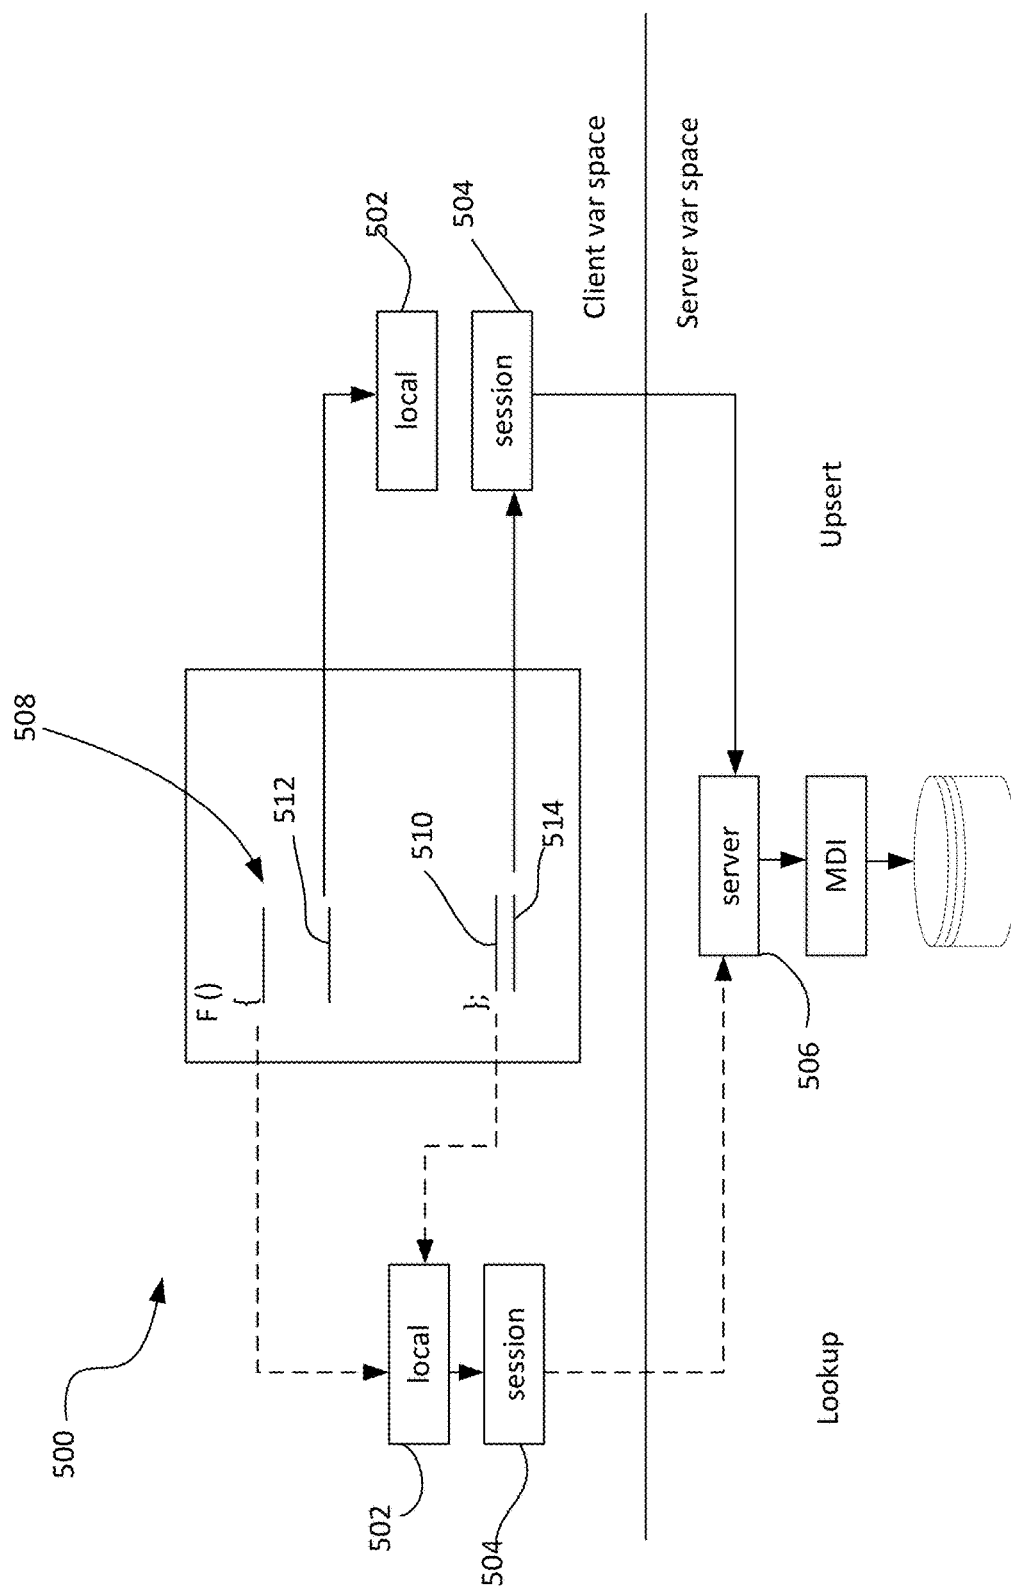 500
508
F ()
{
512
510
};
514
502
local
504
session
502
local
504
session
Client var space
Server var space
server
506
MDI
Lookup
Upsert